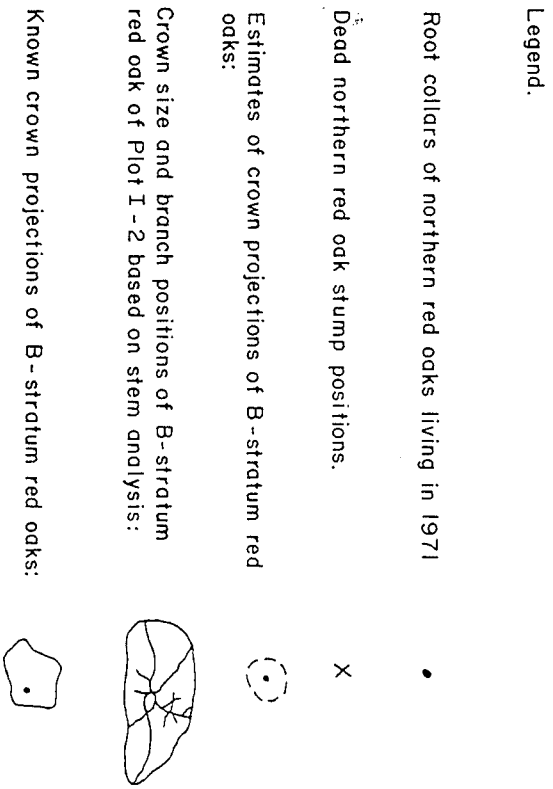 Legend.
Root collars of northern red oaks living in 1971
Dead northern red oak stump positions.
Estimates of crown projections of B-stratum red
oaks:
Crown size and branch positions of B-stratum
red oak of Plot I-2 based on stem analysis:
Known crown projections of B-stratum red oaks: